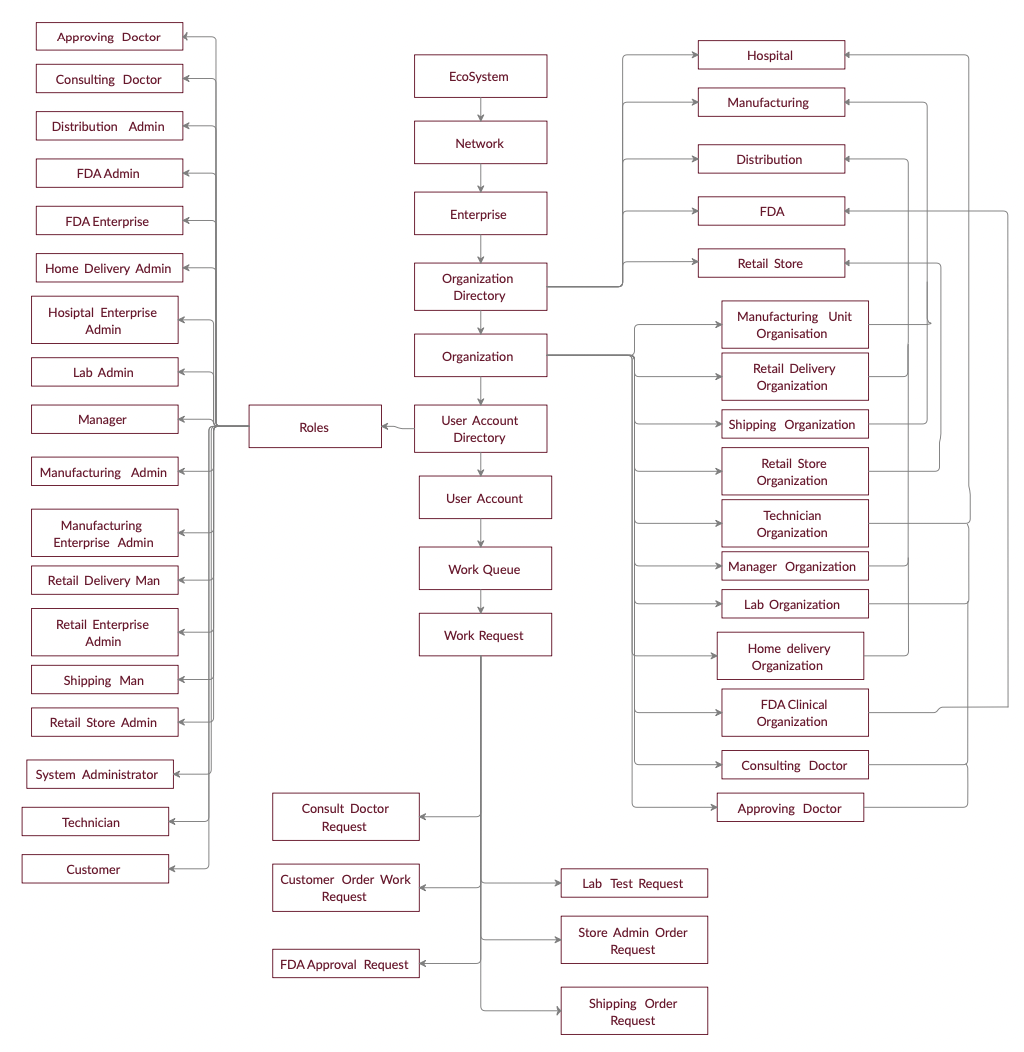 Approving Doctor
Consulting Doctor
Distribution Admin
FDA Admin
FDA Enterprise
Home Delivery Admin
Hosiptal Enterprise
Admin
Lab Admin
Manager
Manufacturing Admin
Manufacturing
Enterprise Admin
Retail Delivery Man
Retail Enterprise
Admin
Shipping Man
Retail Store Admin
System Administrator
Technician
Customer
Roles
EcoSystem
Network
Enterprise
Organization
Directory
Organization
User Account
Directory
User Account
Work Queue
Work Request
Consult Doctor
Request
Customer Order Work
Request
FDA Approval Request
Lab Test Request
Store Admin Order
Request
Shipping Order
Request
Hospital
Manufacturing
Distribution
FDA
Retail Store
Manufacturing Unit
Organisation
Retail Delivery
Organization
Shipping Organization
Retail Store
Organization
Technician
Organization
Manager Organization
Lab Organization
Home delivery
Organization
FDA Clinical
Organization
Consulting Doctor
Approving Doctor